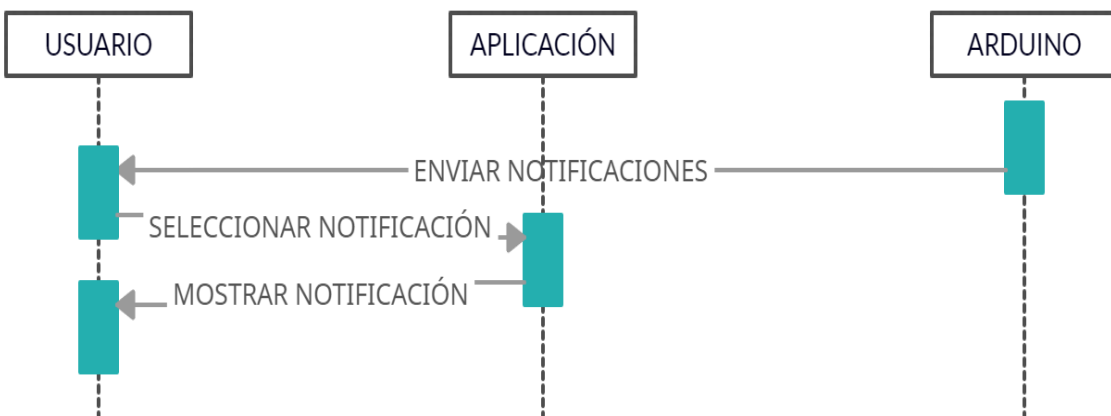 USUARIO
APLICACIÓN
ARDUINO
ENVIAR NOTIFICACIONES
SELECCIONAR NOTIFICACIÓN
MOSTRAR NOTIFICACIÓN